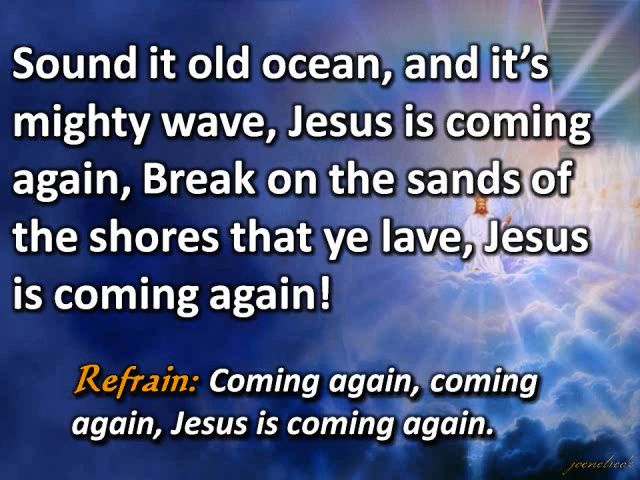 Sound it old ocean, and it's
mighty wave, Jesus is coming
again, Break on the sands of
the shores that ye lave, Jesus
is coming again!
Refrain: Coming again, coming
again, Jesus is coming again.